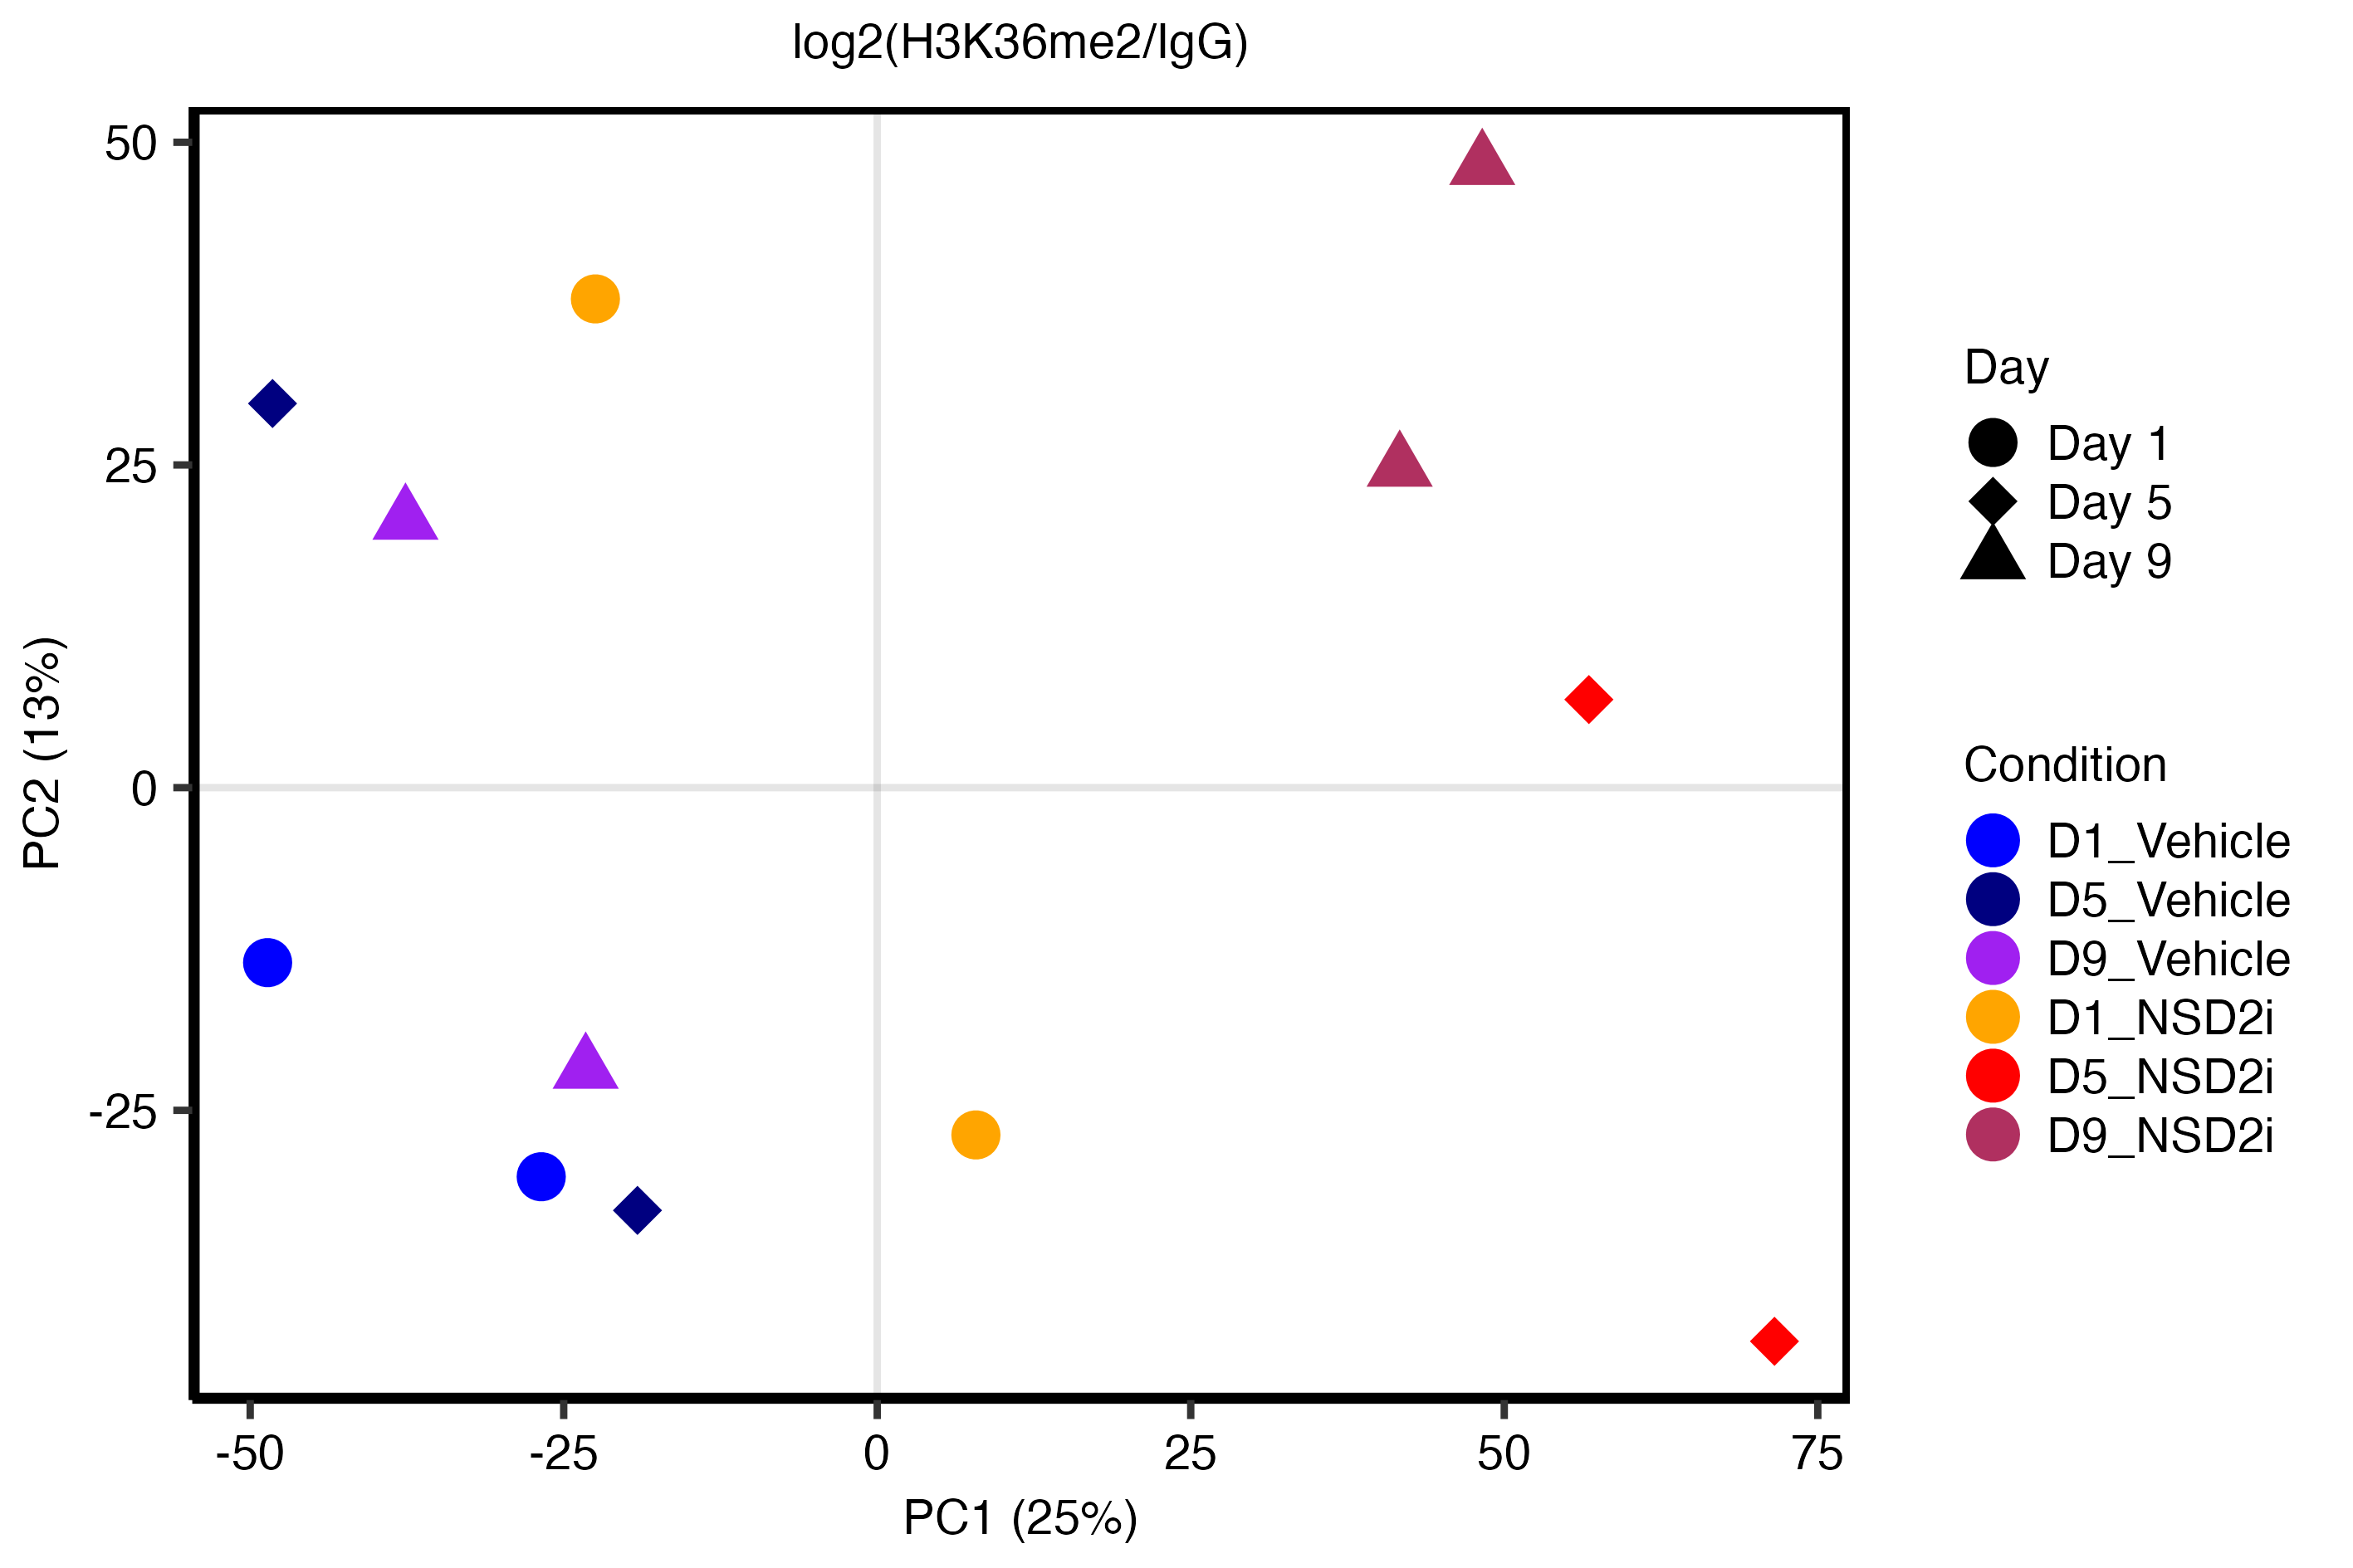 log2(H3K36me2/IgG)
50
25
0
-25
PC2 (13%)
-50
-25
0
25
50
75
PC1 (25%)
Day
Day 1
Day 5
Day 9
Condition
D1_Vehicle
D5_Vehicle
D9_Vehicle
D1_NSD2i
D5_NSD2i
D9_NSD2i